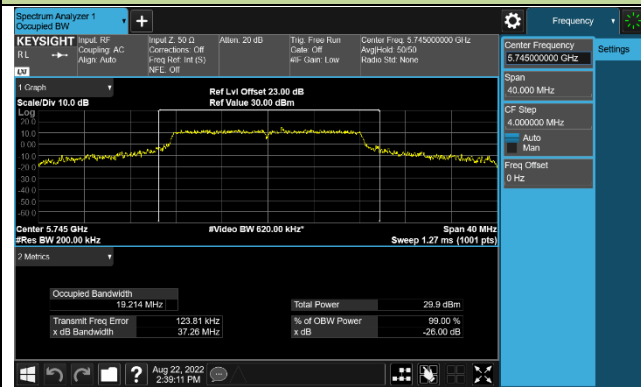 Spectrum Analyzer 1
Occupied BW
+
Frequency
KEYSIGHT
RL
LXI
Input: RF
Coupling: AC
Align: Auto
Input Z: 50 Ω
Corrections: Off
Freq Ref: Int (S)
NFE: Off
Atten: 20 dB
Trig: Free Run
Gate: Off
#IF Gain: Low
Center Freq: 5.745000000 GHz
Avg|Hold: 50/50
Radio Std: None
Center Frequency
5.745000000 GHz
Settings
Span
40.000 MHz
CF Step
4.000000 MHz
Auto
Man
Freq Offset
0 Hz
1 Graph
Scale/Div 10.0 dB
Ref Lvl Offset 23.00 dB
Ref Value 30.00 dBm
Log
20.0
10.0
0.00
-10.0
-20.0
-30.0
-40.0
-50.0
-60.0
Center 5.745 GHz
#Video BW 620.00 kHz*
Span 40 MHz
#Res BW 200.00 kHz
Sweep 1.27 ms (1001 pts)
2 Metrics
Occupied Bandwidth
19.214 MHz
Total Power
29.9 dBm
Transmit Freq Error
123.81 kHz
% of OBW Power
99.00 %
x dB Bandwidth
37.26 MHz
x dB
-26.00 dB
?
Aug 22, 2022
2:39:11 PM